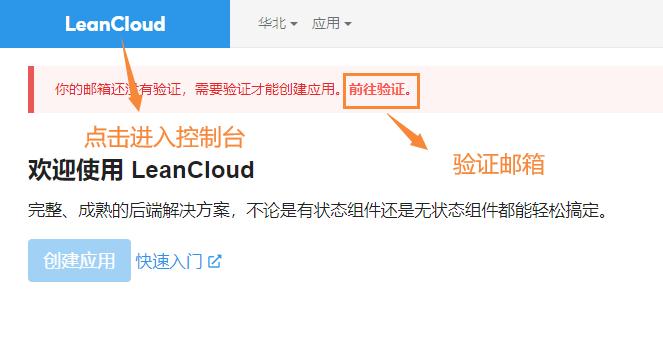 LeanCloud 华北 应用
你的邮箱还没有验证，需要验证才能创建应用。前往验证。
点击进入控制台
验证邮箱
欢迎使用 LeanCloud
完整、成熟的后端解决方案，不论是有状态组件还是无状态组件都能轻松搞定。
创建应用 快速入门